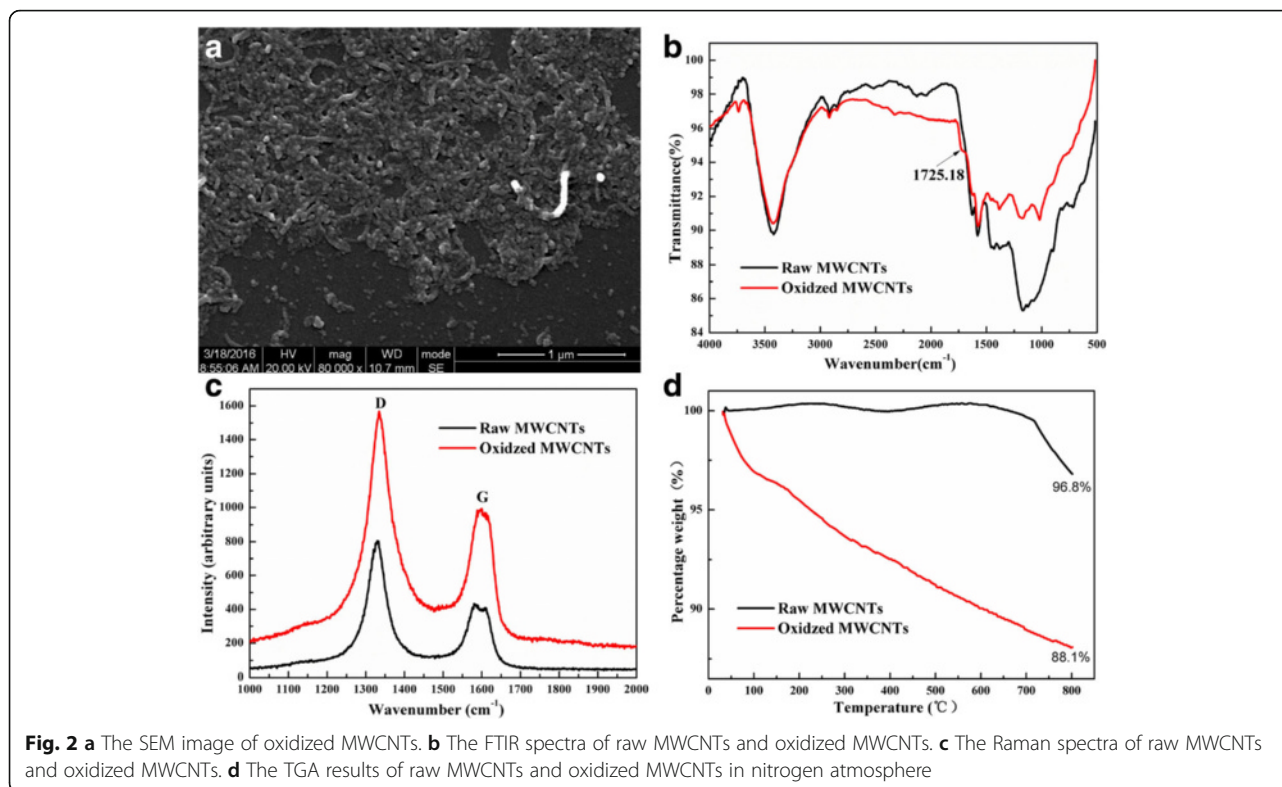 a
3/18/2016 HV mag WD mode
8:55:06 AM 20.00 kV 80 000 x 10.7 mm SE
1 µm
b
100
98
96
94
92
90
88
86
84
Transmittance(%)
1725.18
Raw MWCNTs
Oxidzed MWCNTs
4000 3500 3000 2500 2000 1500 1000 500
Wavenumber(cm⁻¹)
c
1600
1400
1200
1000
800
600
400
200
0
Intensity (arbitrary units)
D
G
Raw MWCNTs
Oxidzed MWCNTs
1000 1100 1200 1300 1400 1500 1600 1700 1800 1900 2000
Wavenumber (cm⁻¹)
d
100
95
90
Percentage weight（%）
96.8%
Raw MWCNTs
Oxidzed MWCNTs
88.1%
0 100 200 300 400 500 600 700 800
Temperature (℃）
Fig. 2 a The SEM image of oxidized MWCNTs. b The FTIR spectra of raw MWCNTs and oxidized MWCNTs. c The Raman spectra of raw MWCNTs
and oxidized MWCNTs. d The TGA results of raw MWCNTs and oxidized MWCNTs in nitrogen atmosphere